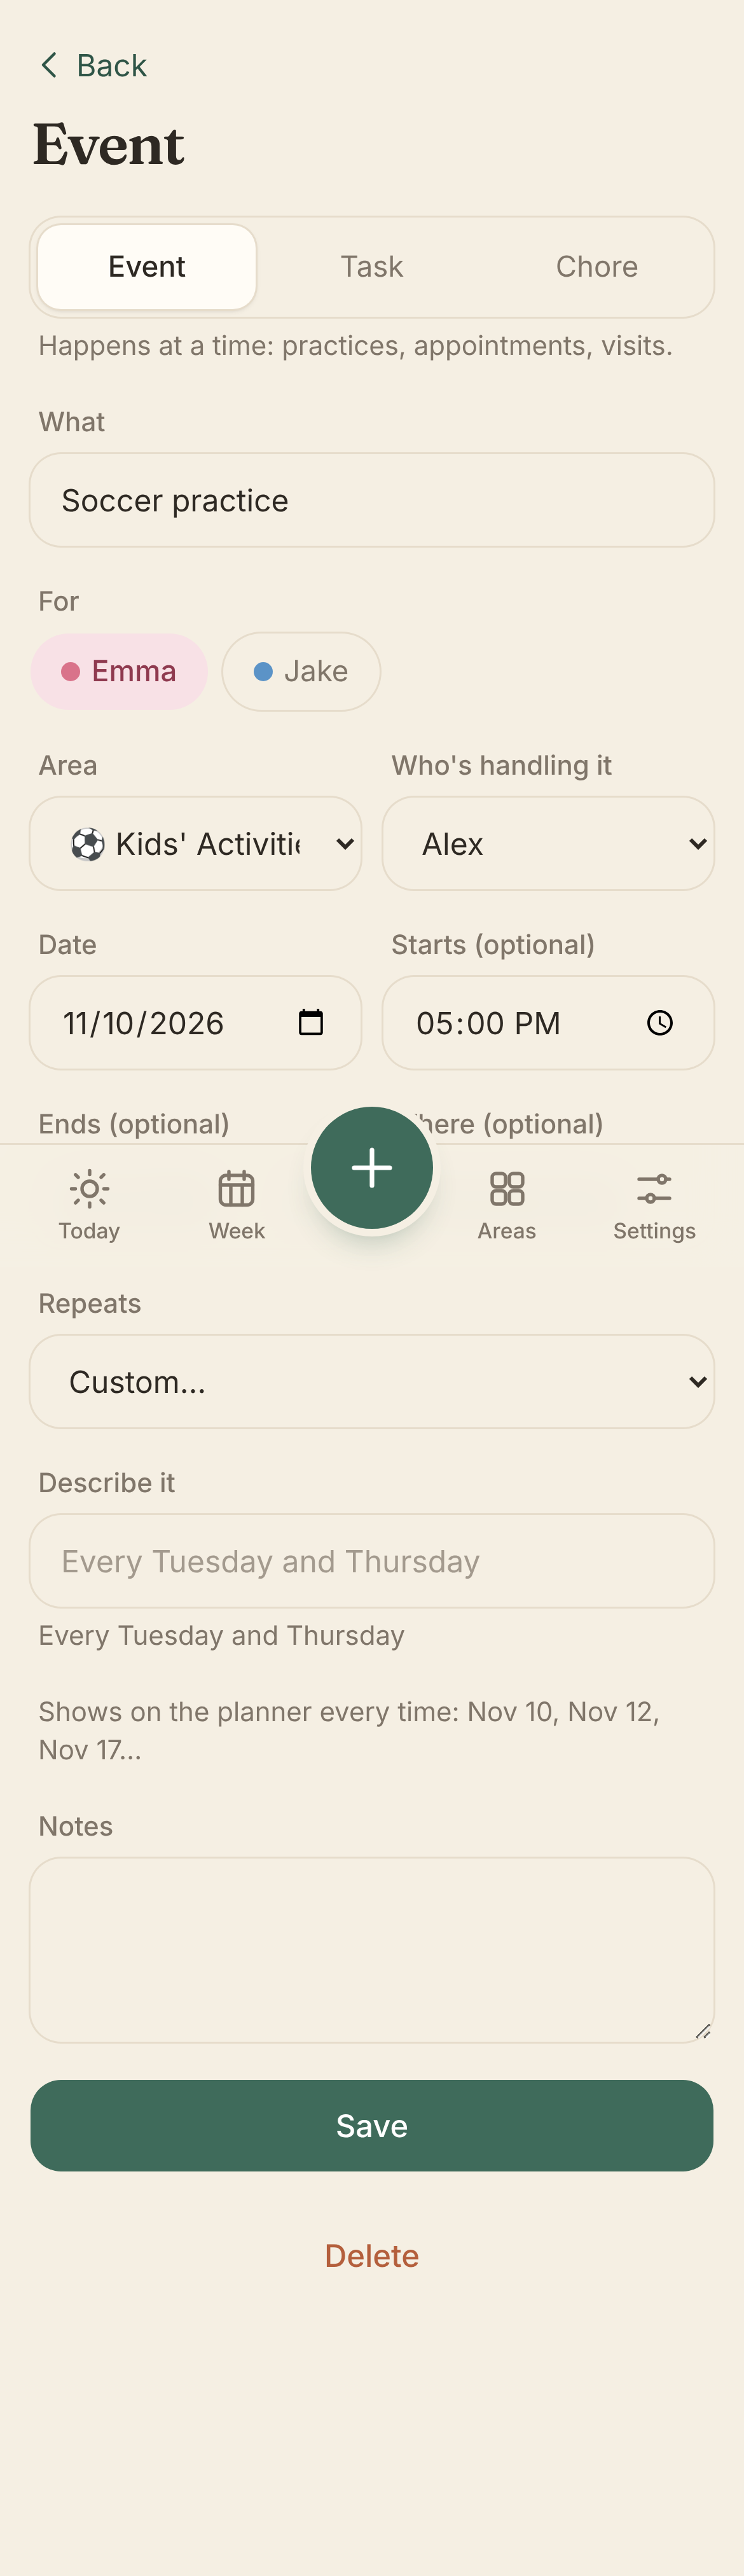 Back
Event
Event Task Chore
Happens at a time: practices, appointments, visits.
What
Soccer practice
For
Emma Jake
Area Who's handling it
Kids' Alex
Date Starts (optional)
11/10/2026 05:00 PM
Ends (optional) (optional)
Today Week Areas Settings
Repeats
Custom...
Describe it
Every Tuesday and Thursday
Every Tuesday and Thursday
Shows on the planner every time: Nov 10, Nov 12,
Nov 17...
Notes
Save
Delete